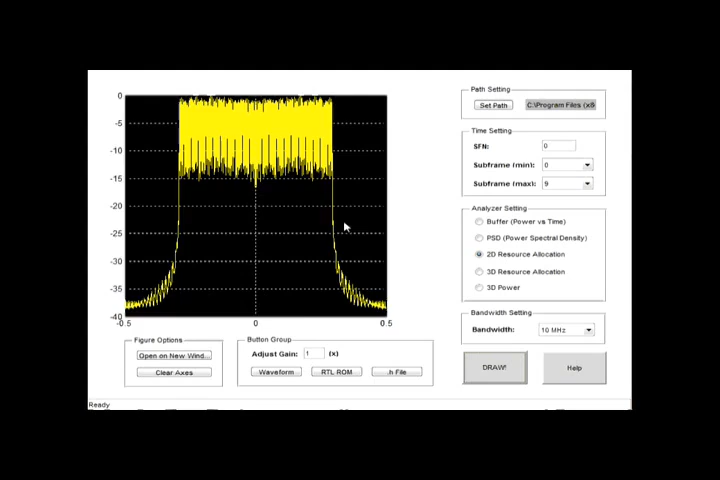 Path Setting
Set Path
C:\Program Files (x8
Time Setting
SFN: 0
Subframe (min): 0
Subframe (max): 9
Analyzer Setting
Buffer (Power vs Time)
PSD (Power Spectral Density)
2D Resource Allocation
3D Resource Allocation
3D Power
Bandwidth Setting
Bandwidth: 10 MHz
DRAW!
Help
0
-5
-10
-15
-20
-25
-30
-35
-40
-0.5 0 0.5
Figure Options
Open on New Wind...
Clear Axes
Button Group
Adjust Gain: 1 (x)
Waveform RTL ROM .h File
Ready